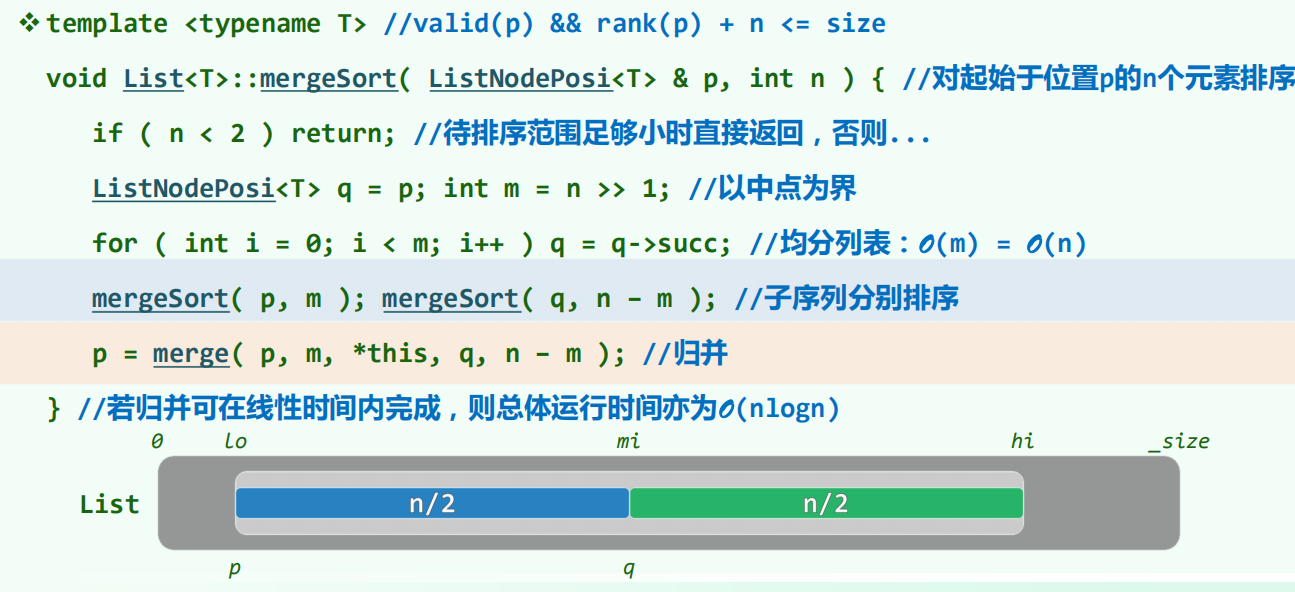 ❖ template <typename T> //valid(p) && rank(p) + n <= size
void List<T>::mergeSort( ListNodePosi<T> & p, int n ) { //对起始于位置p的n个元素排序
if ( n < 2 ) return; //待排序范围足够小时直接返回，否则...
ListNodePosi<T> q = p; int m = n >> 1; //以中点为界
for ( int i = 0; i < m; i++ ) q = q->succ; //均分列表：𝒪(m) = 𝒪(n)
mergeSort( p, m ); mergeSort( q, n – m ); //子序列分别排序
p = merge( p, m, *this, q, n – m ); //归并
} //若归并可在线性时间内完成，则总体运行时间亦为𝒪(nlogn)
0 lo mi hi _size
List n/2 n/2
p q